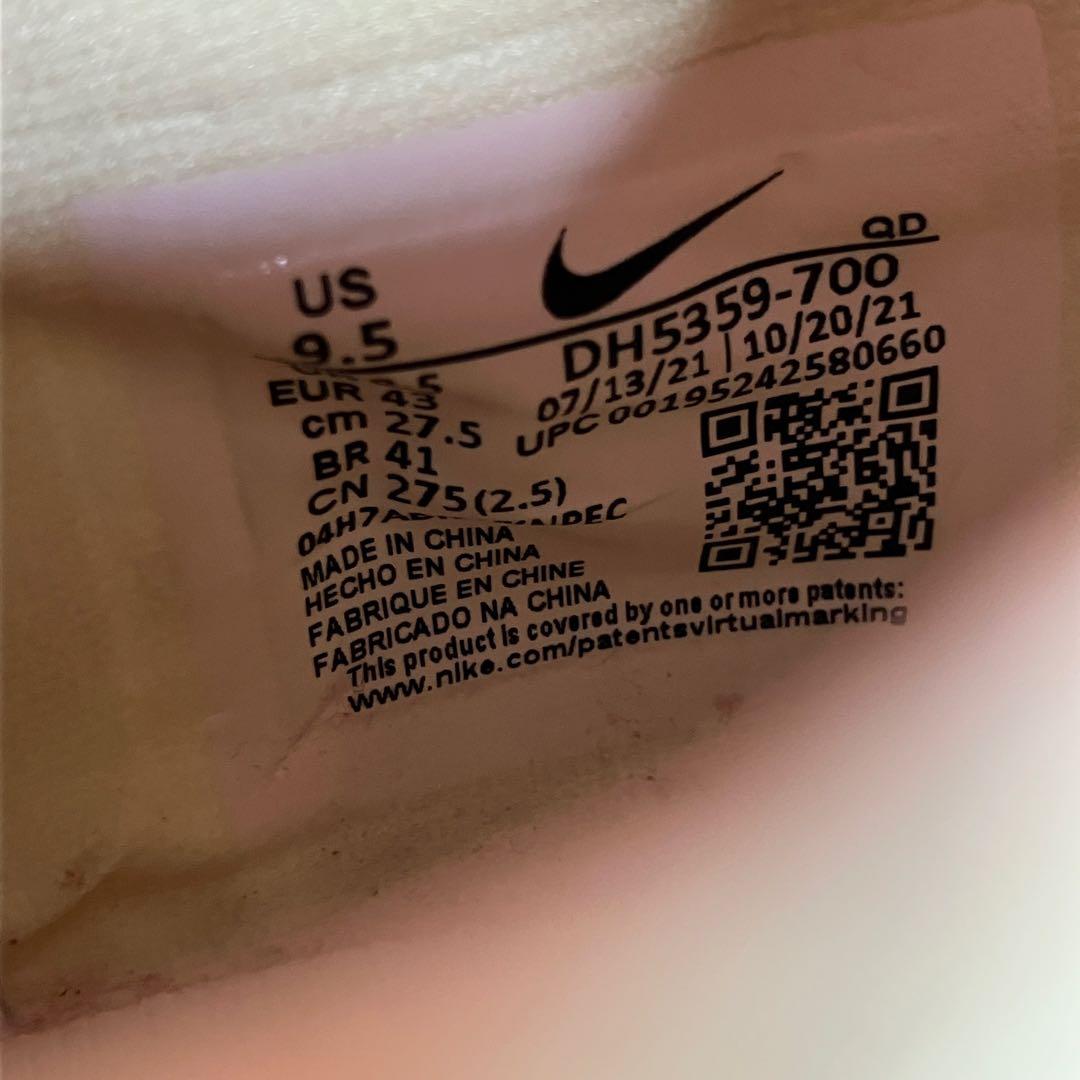 US
9.5
EUR 43
cm 27.5
BR 41
CN 275(2.5)
MADE IN CHINA
HECHO EN CHINA
FABRIQUE EN CHINE
FABRICADO NA CHINA
This product is covered by one or more patents:
www.nike.com/patentsvirtualmarking
QD
DH5359-700
07/13/21 | 10/20/21
UPC 00195242580660